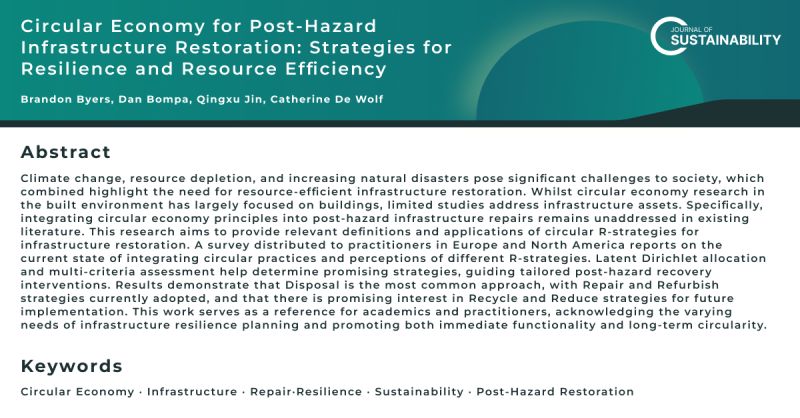 Circular Economy for Post-Hazard
Infrastructure Restoration: Strategies for
Resilience and Resource Efficiency
Brandon Byers, Dan Bompa, Qingxu Jin, Catherine De Wolf
JOURNAL OF
SUSTAINABILITY
Abstract
Climate change, resource depletion, and increasing natural disasters pose significant challenges to society, which
combined highlight the need for resource-efficient infrastructure restoration. Whilst circular economy research in
the built environment has largely focused on buildings, limited studies address infrastructure assets. Specifically,
integrating circular economy principles into post-hazard infrastructure repairs remains unaddressed in existing
literature. This research aims to provide relevant definitions and applications of circular R-strategies for
infrastructure restoration. A survey distributed to practitioners in Europe and North America reports on the
current state of integrating circular practices and perceptions of different R-strategies. Latent Dirichlet allocation
and multi-criteria assessment help determine promising strategies, guiding tailored post-hazard recovery
interventions. Results demonstrate that Disposal is the most common approach, with Repair and Refurbish
strategies currently adopted, and that there is promising interest in Recycle and Reduce strategies for future
implementation. This work serves as a reference for academics and practitioners, acknowledging the varying
needs of infrastructure resilience planning and promoting both immediate functionality and long-term circularity.
Keywords
Circular Economy · Infrastructure · Repair·Resilience · Sustainability · Post-Hazard Restoration